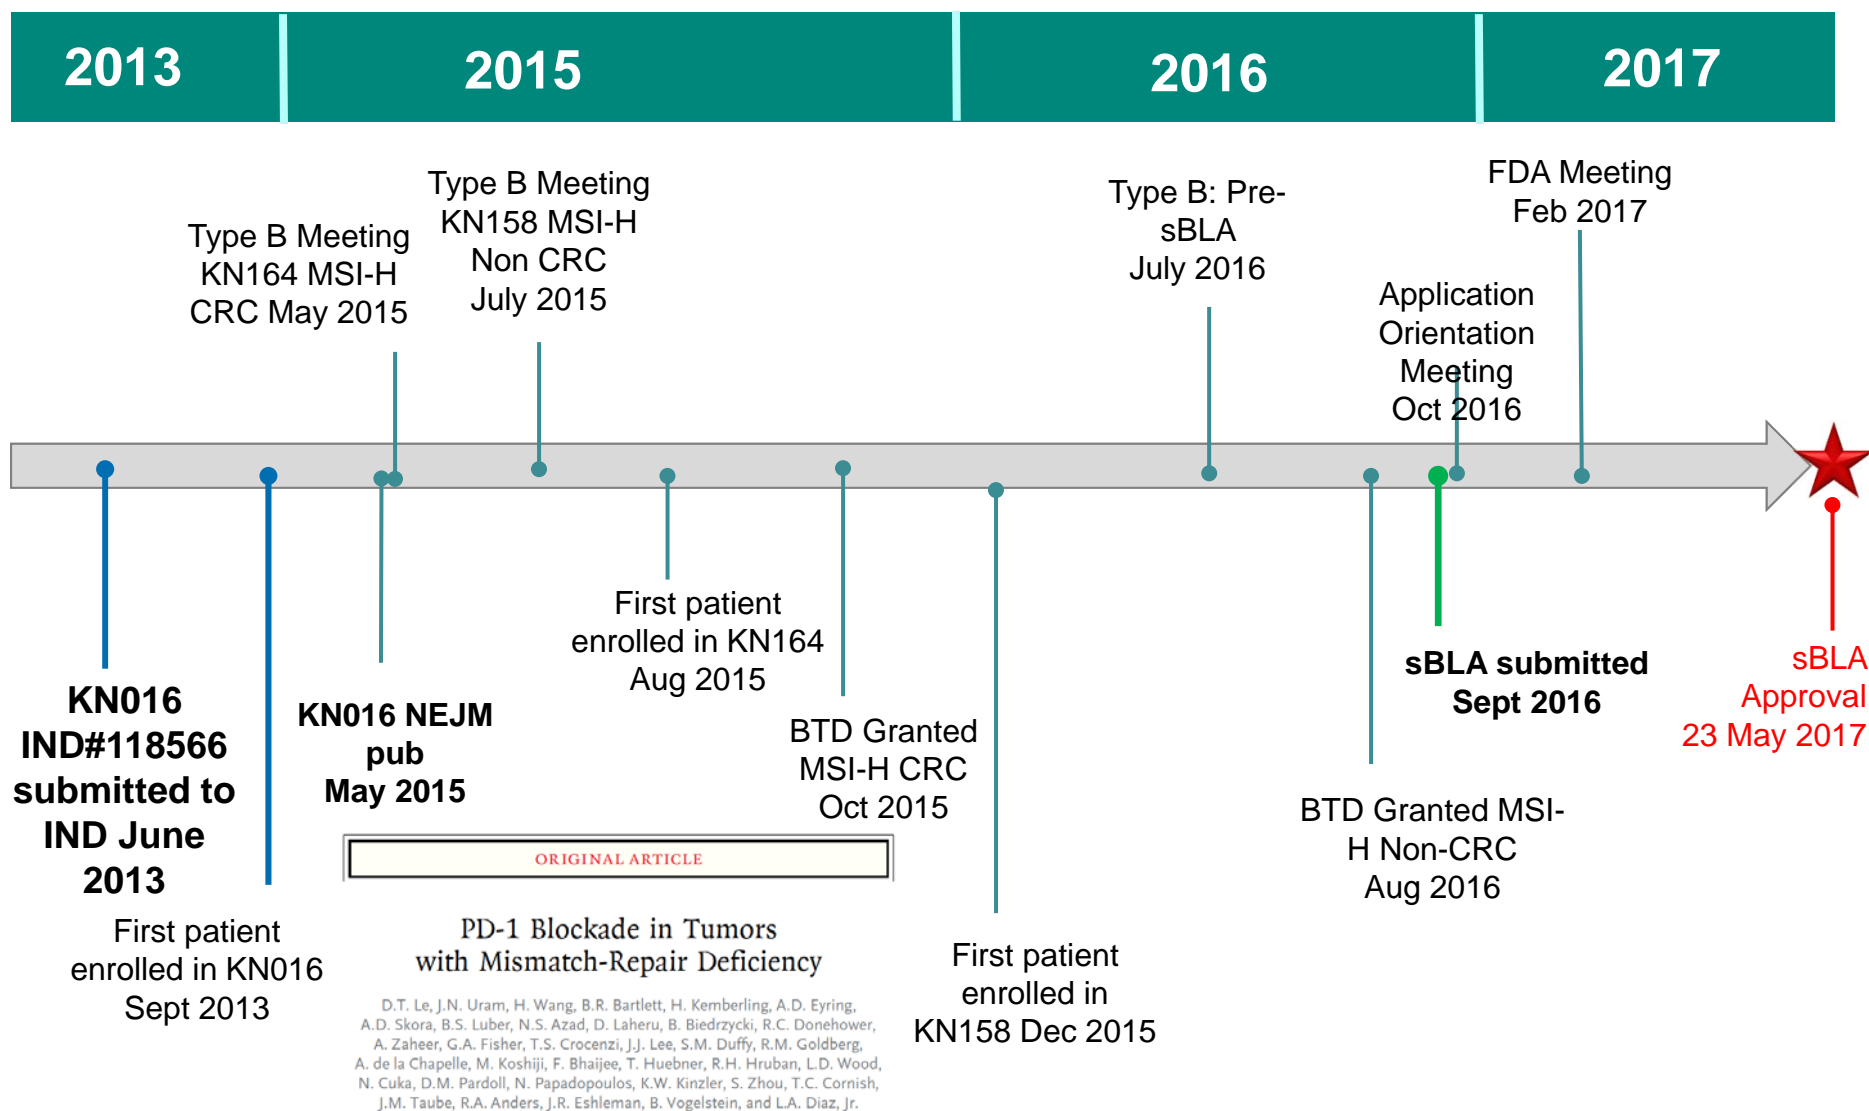 2013
2015
2016
2017
Type B Meeting
KN164 MSI-H
CRC May 2015
Type B Meeting
KN158 MSI-H
Non CRC
July 2015
Type B: Pre-
sBLA
July 2016
Application
Orientation
Meeting
Oct 2016
FDA Meeting
Feb 2017
KN016
IND#118566
submitted to
IND June
2013
First patient
enrolled in KN016
Sept 2013
KN016 NEJM
pub
May 2015
First patient
enrolled in KN164
Aug 2015
BTD Granted
MSI-H CRC
Oct 2015
First patient
enrolled in
KN158 Dec 2015
BTD Granted MSI-
H Non-CRC
Aug 2016
sBLA submitted
Sept 2016
sBLA
Approval
23 May 2017
ORIGINAL ARTICLE
PD-1 Blockade in Tumors
with Mismatch-Repair Deficiency
D.T. Le, J.N. Uram, H. Wang, B.R. Bartlett, H. Kemberling, A.D. Eyring,
A.D. Skora, B.S. Luber, N.S. Azad, D. Laheru, B. Biedrzycki, R.C. Donehower,
A. Zaheer, G.A. Fisher, T.S. Crocenzi, J.J. Lee, S.M. Duffy, R.M. Goldberg,
A. de la Chapelle, M. Koshiji, F. Bhaijee, T. Huebner, R.H. Hruban, L.D. Wood,
N. Cuka, D.M. Pardoll, N. Papadopoulos, K.W. Kinzler, S. Zhou, T.C. Cornish,
J.M. Taube, R.A. Anders, J.R. Eshleman, B. Vogelstein, and L.A. Diaz, Jr.